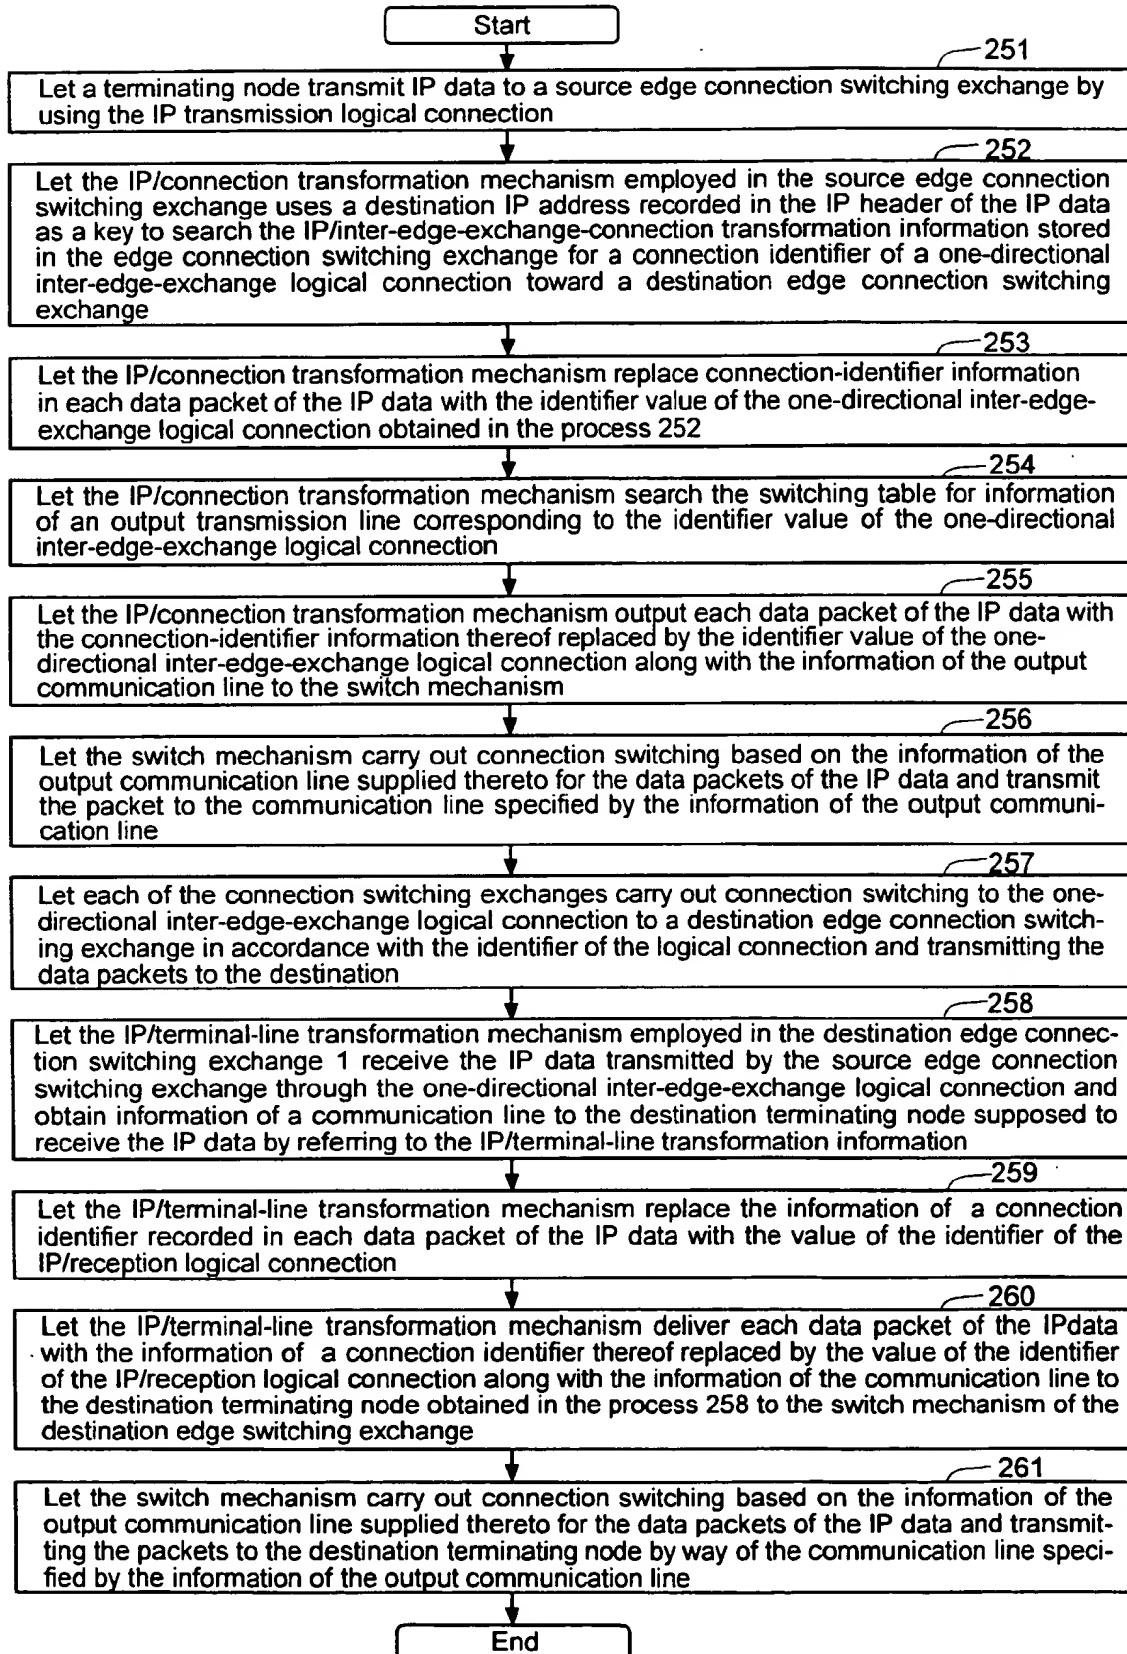 Start
251
Let a terminating node transmit IP data to a source edge connection switching exchange by
using the IP transmission logical connection
252
Let the IP/connection transformation mechanism employed in the source edge connection
switching exchange uses a destination IP address recorded in the IP header of the IP data
as a key to search the IP/inter-edge-exchange-connection transformation information stored
in the edge connection switching exchange for a connection identifier of a one-directional
inter-edge-exchange logical connection toward a destination edge connection switching
exchange
253
Let the IP/connection transformation mechanism replace connection-identifier information
in each data packet of the IP data with the identifier value of the one-directional inter-edge-
exchange logical connection obtained in the process 252
254
Let the IP/connection transformation mechanism search the switching table for information
of an output transmission line corresponding to the identifier value of the one-directional
inter-edge-exchange logical connection
255
Let the IP/connection transformation mechanism output each data packet of the IP data with
the connection-identifier information thereof replaced by the identifier value of the one-
directional inter-edge-exchange logical connection along with the information of the output
communication line to the switch mechanism
256
Let the switch mechanism carry out connection switching based on the information of the
output communication line supplied thereto for the data packets of the IP data and transmit
the packet to the communication line specified by the information of the output communi-
cation line
257
Let each of the connection switching exchanges carry out connection switching to the one-
directional inter-edge-exchange logical connection to a destination edge connection switch-
ing exchange in accordance with the identifier of the logical connection and transmitting the
data packets to the destination
258
Let the IP/terminal-line transformation mechanism employed in the destination edge connec-
tion switching exchange 1 receive the IP data transmitted by the source edge connection
switching exchange through the one-directional inter-edge-exchange logical connection and
obtain information of a communication line to the destination terminating node supposed to
receive the IP data by referring to the IP/terminal-line transformation information
259
Let the IP/terminal-line transformation mechanism replace the information of a connection
identifier recorded in each data packet of the IP data with the value of the identifier of the
IP/reception logical connection
260
Let the IP/terminal-line transformation mechanism deliver each data packet of the IPdata
with the information of a connection identifier thereof replaced by the value of the identifier
of the IP/reception logical connection along with the information of the communication line to
the destination terminating node obtained in the process 258 to the switch mechanism of the
destination edge switching exchange
261
Let the switch mechanism carry out connection switching based on the information of the
output communication line supplied thereto for the data packets of the IP data and transmit-
ting the packets to the destination terminating node by way of the communication line speci-
fied by the information of the output communication line
End